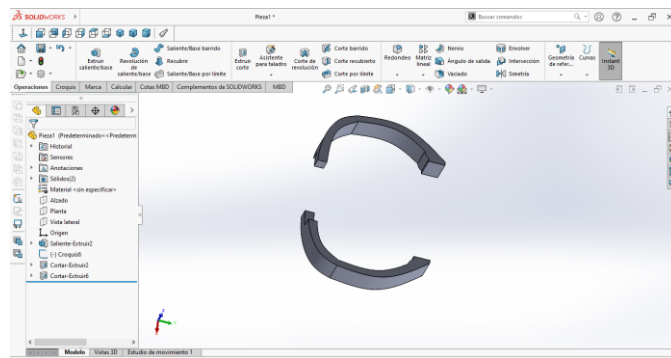 SOLIDWORKS
Pieza1 *
Buscar comandos
Extruir saliente/base
Revolución de saliente/base
Saliente/Base barrido
Recubrir
Saliente/Base por límite
Extruir corte
Asistente para taladro
Corte de revolución
Corte barrido
Corte recubierto
Corte por límite
Redondeo
Matriz lineal
Nervio
Ángulo de salida
Vaciado
Envolver
Intersección
Simetría
Geometría de refer...
Curvas
Instant 3D
Operaciones Croquis Marca Calcular Cotas MBD Complementos de SOLIDWORKS MBD
Pieza1 (Predeterminado<<Predeterm
Historial
Sensores
Anotaciones
Sólidos(2)
Material <sin especificar>
Alzado
Planta
Vista lateral
Origen
Saliente-Extruir2
(-) Croquis6
Cortar-Extruir2
Cortar-Extruir6
Modelo Vistas 3D Estudio de movimiento 1